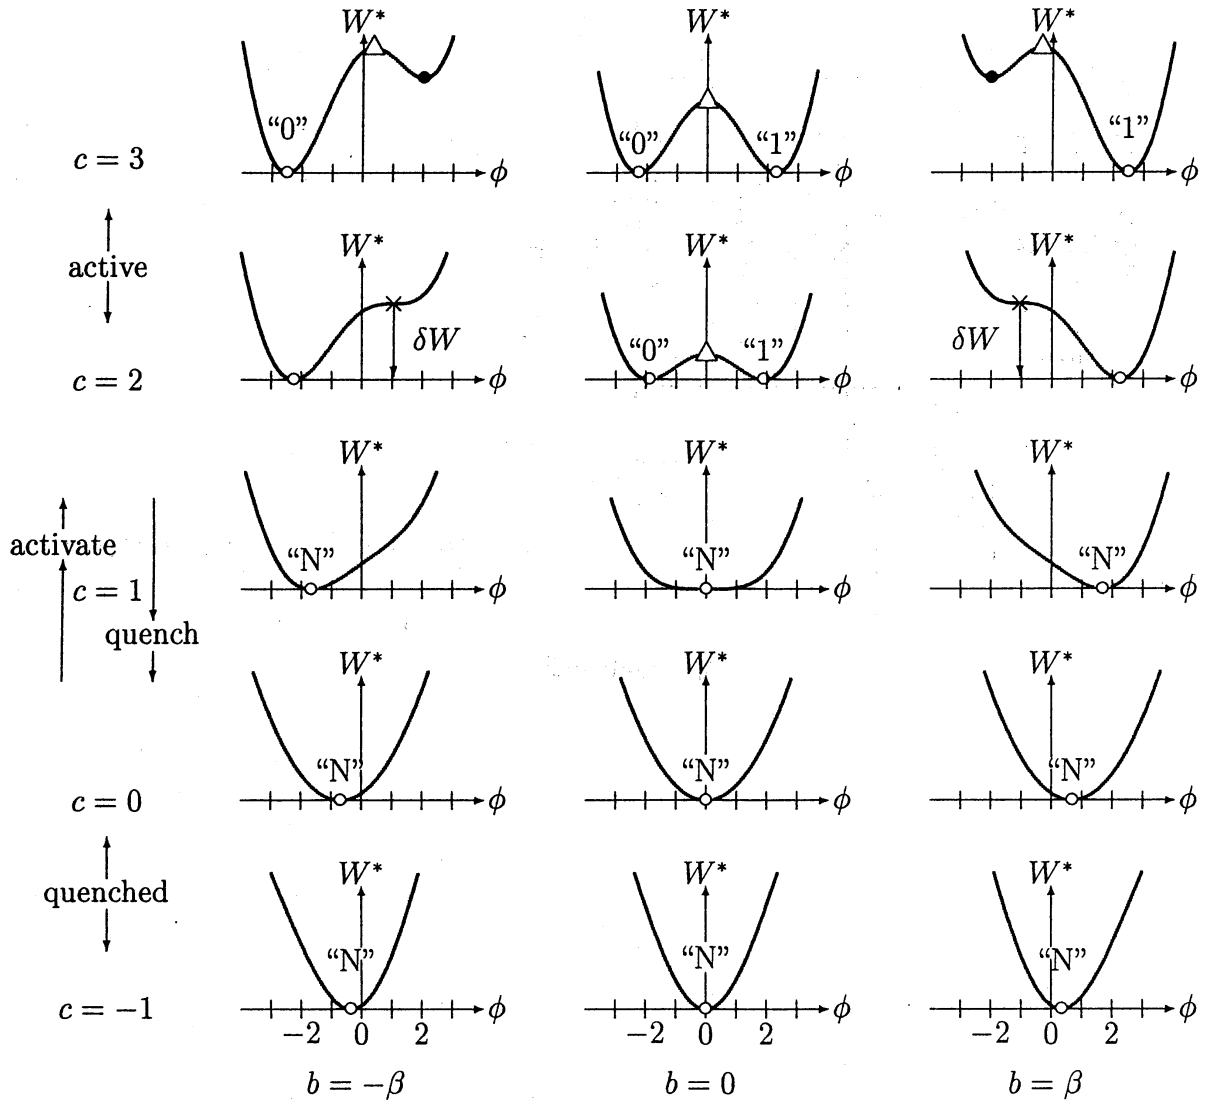 W* W* W*
“0” “0” “1” “1”
c = 3 ϕ ϕ ϕ
W* W* W*
active
δW “0” “1” δW
c = 2 ϕ ϕ ϕ
W* W* W*
activate “N” “N” “N”
c = 1 ϕ ϕ ϕ
quench
W* W* W*
“N” “N” “N”
c = 0 ϕ ϕ ϕ
W* W* W*
quenched
“N” “N” “N”
c = −1 ϕ ϕ ϕ
−2 0 2 −2 0 2 −2 0 2
b = −β b = 0 b = β